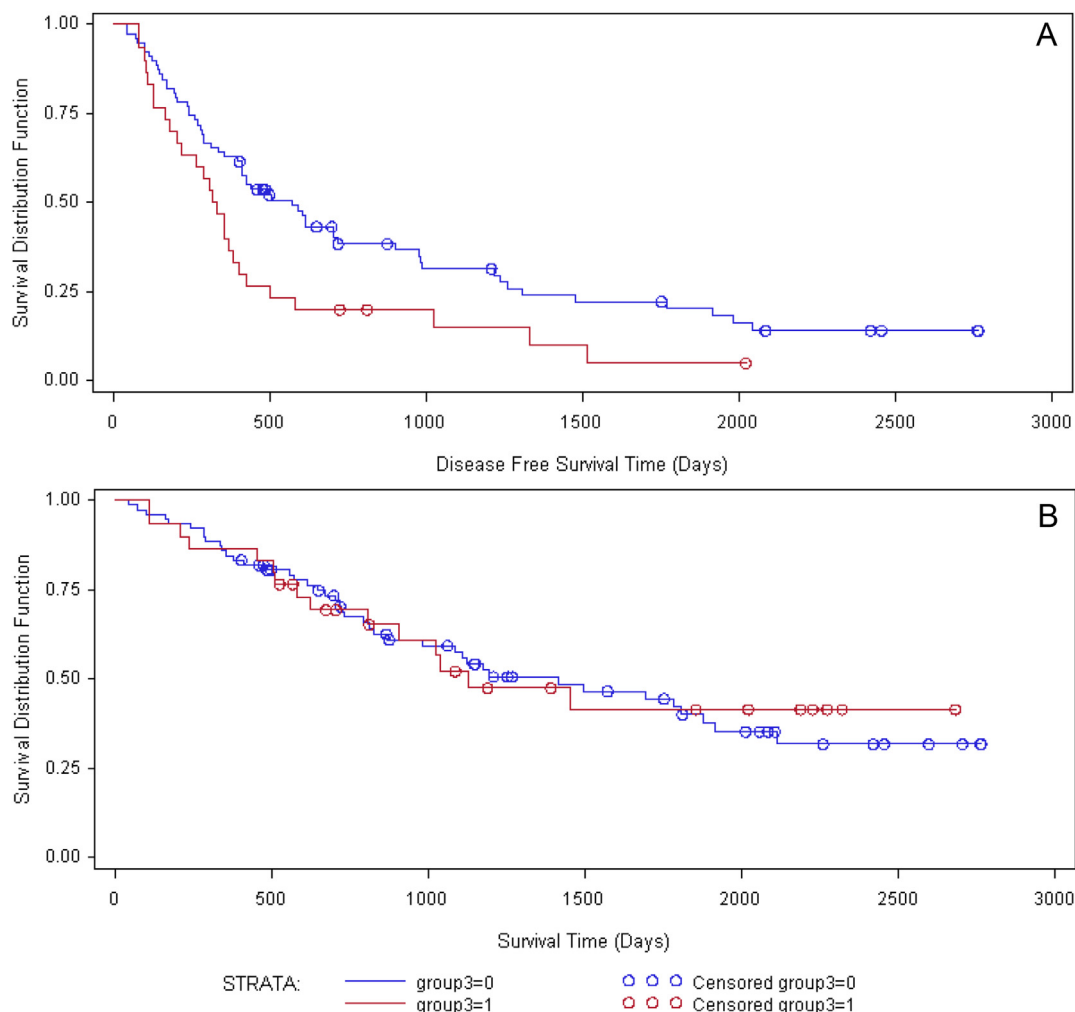 A
1.00
0.75
0.50
0.25
0.00
Survival Distribution Function
0 500 1000 1500 2000 2500 3000
Disease Free Survival Time (Days)
B
1.00
0.75
0.50
0.25
0.00
Survival Distribution Function
0 500 1000 1500 2000 2500 3000
Survival Time (Days)
STRATA: group3=0 Censored group3=0
group3=1 Censored group3=1